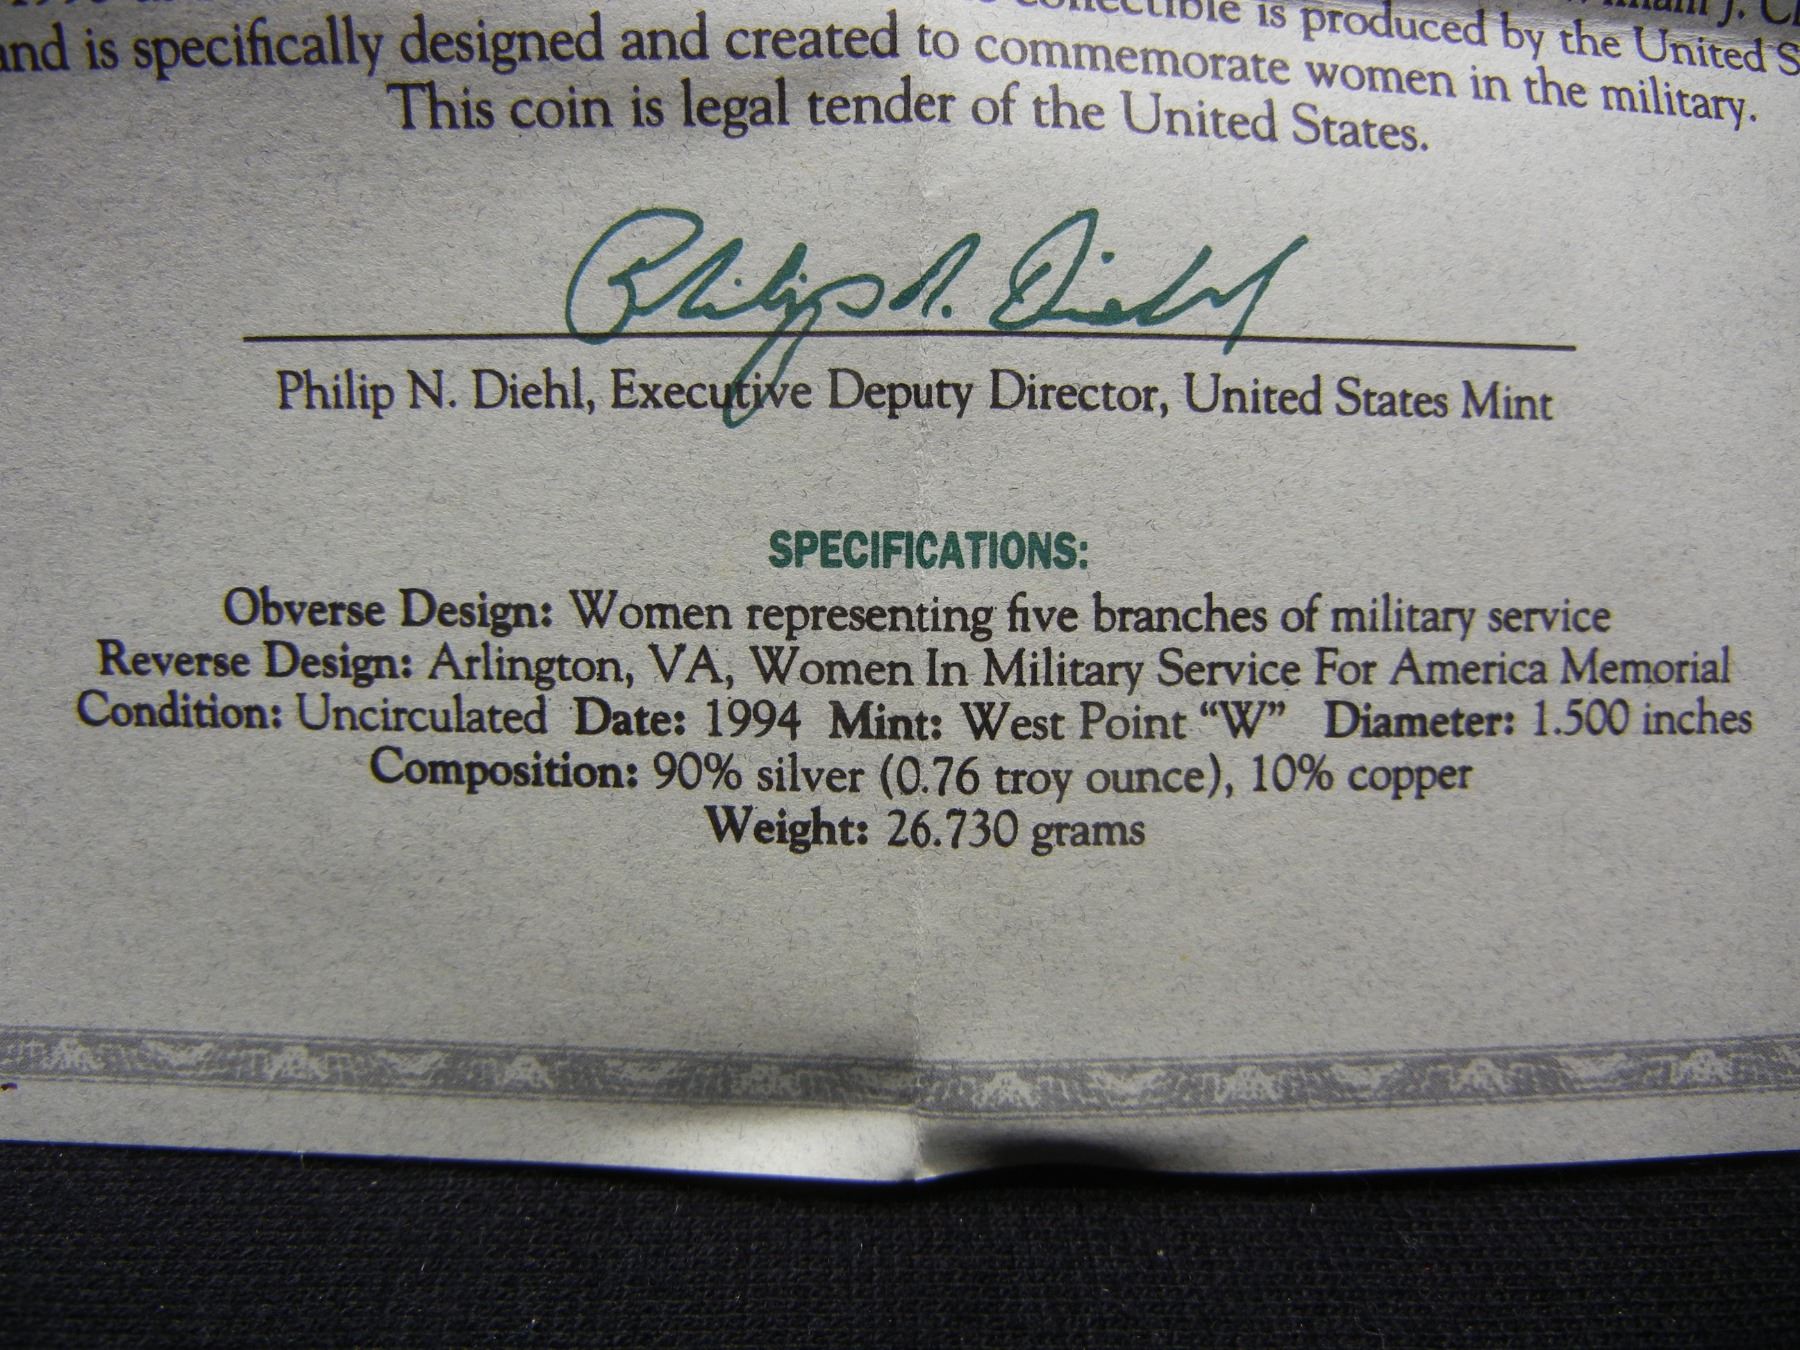 is produced by the United
and is specifically designed and created to commemorate women in the military.
This coin is legal tender of the United States.
Philip N. Diehl
Philip N. Diehl, Executive Deputy Director, United States Mint
SPECIFICATIONS:
Obverse Design: Women representing five branches of military service
Reverse Design: Arlington, VA, Women In Military Service For America Memorial
Condition: Uncirculated Date: 1994 Mint: West Point “W” Diameter: 1.500 inches
Composition: 90% silver (0.76 troy ounce), 10% copper
Weight: 26.730 grams